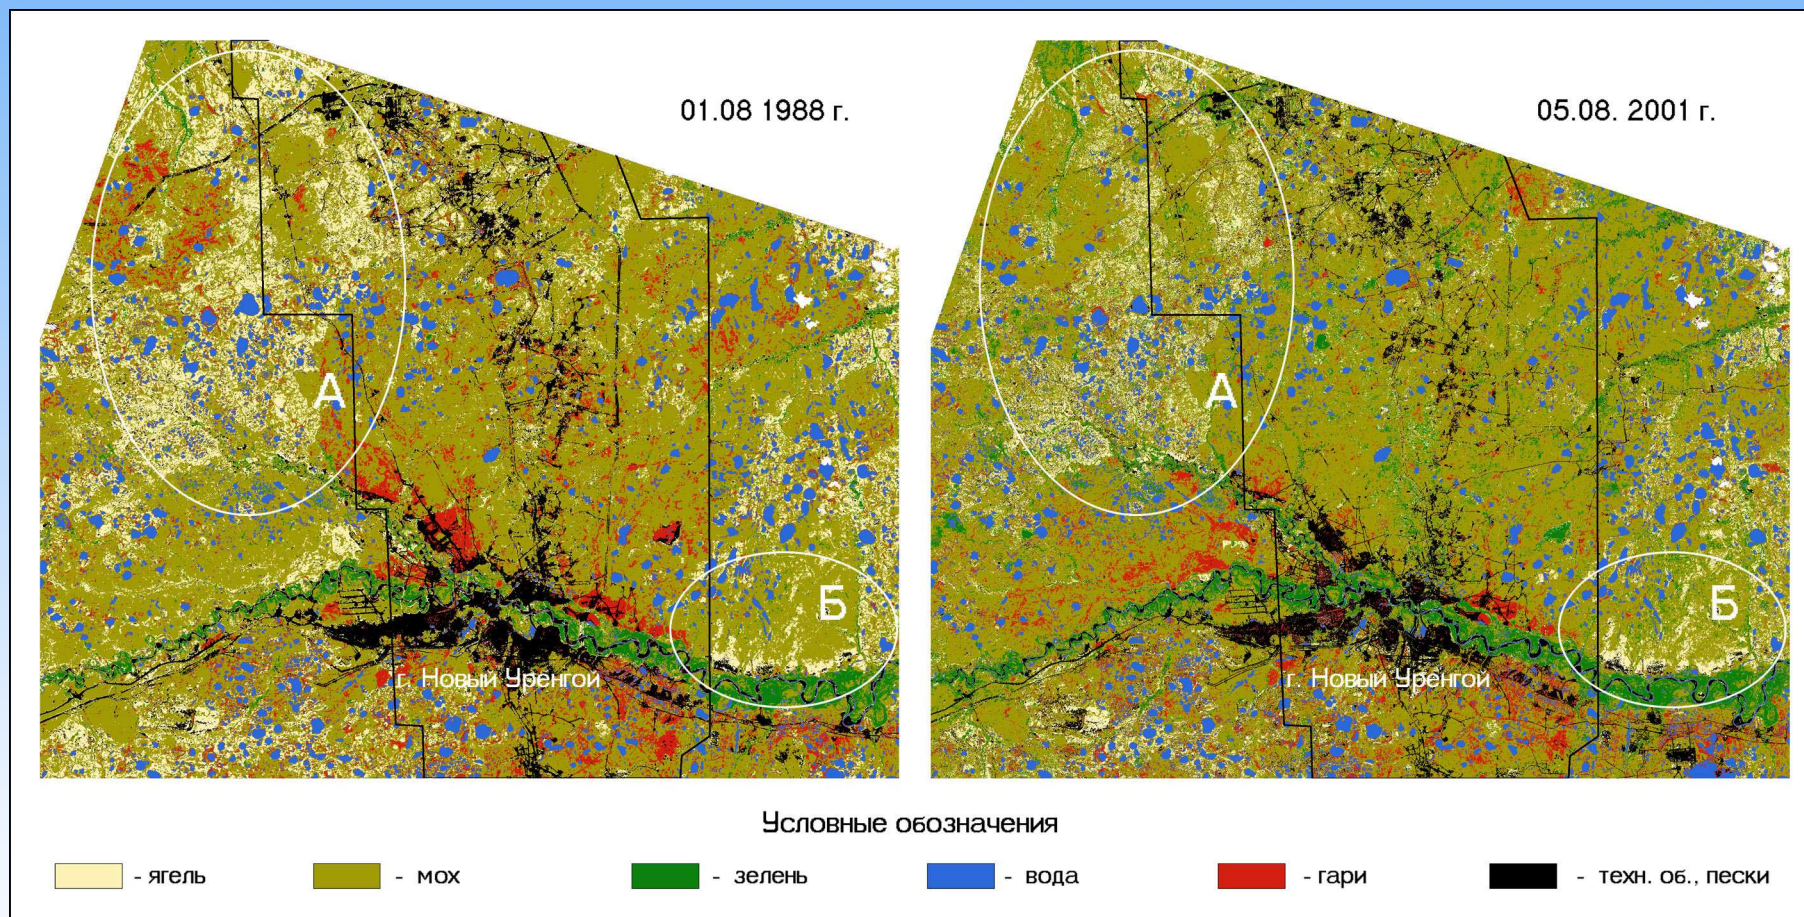 01.08 1988 г.
05.08. 2001 г.
А
А
Б
Б
г. Новый Уренгой
г. Новый Уренгой
Условные обозначения
- ягель
- мох
- зелень
- вода
- гари
- техн. об., пески